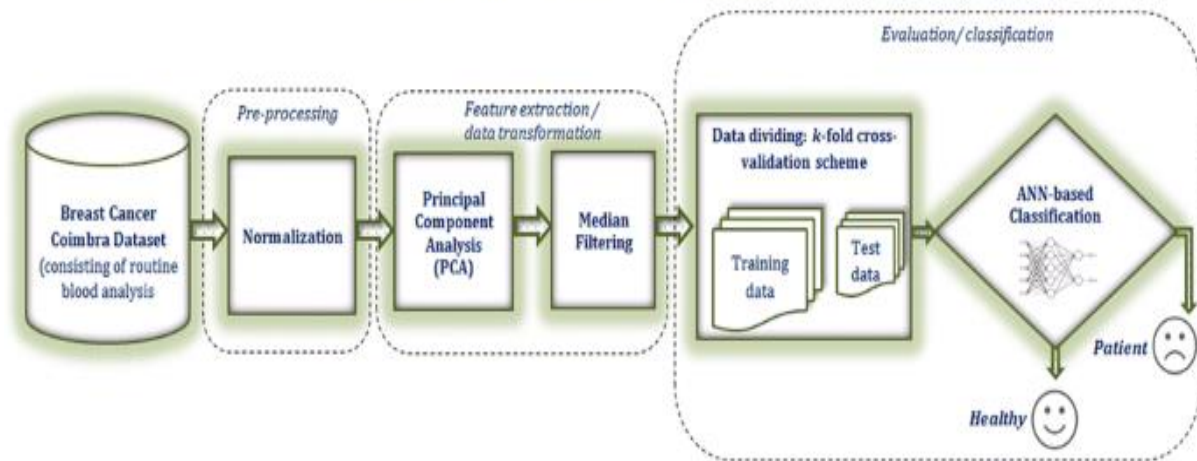 Evaluation/ classification
Pre-processing
Feature extraction /
data transformation
Breast Cancer
Coimbra Dataset
(consisting of routine
blood analysis
Normalization
Principal
Component
Analysis
(PCA)
Median
Filtering
Data dividing: k-fold cross-
validation scheme
Training
data
Test
data
ANN-based
Classification
Patient
Healthy